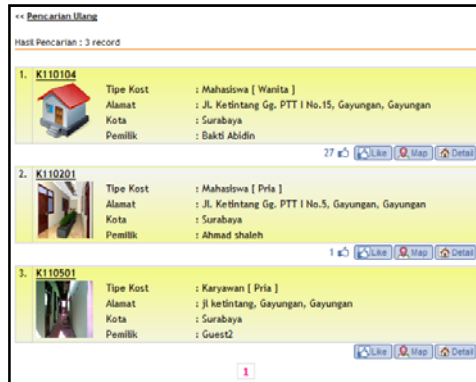 << Pencarian Ulang
Hasil Pencarian : 3 record
1. K110104
Tipe Kost : Mahasiswa [ Wanita ]
Alamat : Jl. Ketintang Gg. PTT I No.15, Gayungan, Gayungan
Kota : Surabaya
Pemilik : Bakti Abidin
27 Like Map Detail
2. K110201
Tipe Kost : Mahasiswa [ Pria ]
Alamat : Jl. Ketintang Gg. PTT I No.5, Gayungan, Gayungan
Kota : Surabaya
Pemilik : Ahmad shaleh
1 Like Map Detail
3. K110501
Tipe Kost : Karyawan [ Pria ]
Alamat : jl ketintang, Gayungan, Gayungan
Kota : Surabaya
Pemilik : Guest2
Like Map Detail
1